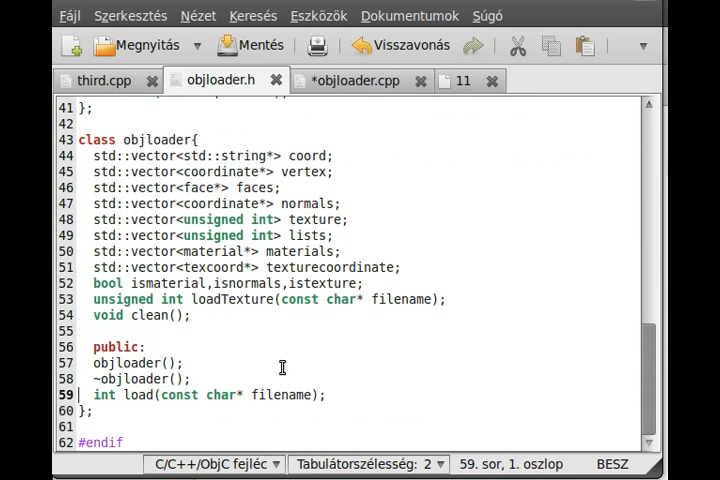 Fájl Szerkesztés Nézet Keresés Eszközök Dokumentumok Súgó
Megnyitás Mentés Visszavonás
third.cpp objloader.h *objloader.cpp 11
41 };
42
43 class objloader{
44 std::vector<std::string*> coord;
45 std::vector<coordinate*> vertex;
46 std::vector<face*> faces;
47 std::vector<coordinate*> normals;
48 std::vector<unsigned int> texture;
49 std::vector<unsigned int> lists;
50 std::vector<material*> materials;
51 std::vector<texcoord*> texturecoordinate;
52 bool ismaterial,isnormals,istexture;
53 unsigned int loadTexture(const char* filename);
54 void clean();
55
56 public:
57 objloader();
58 ~objloader();
59 int load(const char* filename);
60 };
61
62 #endif
C/C++/ObjC fejléc Tabulátorszélesség: 2 59. sor, 1. oszlop BESZ